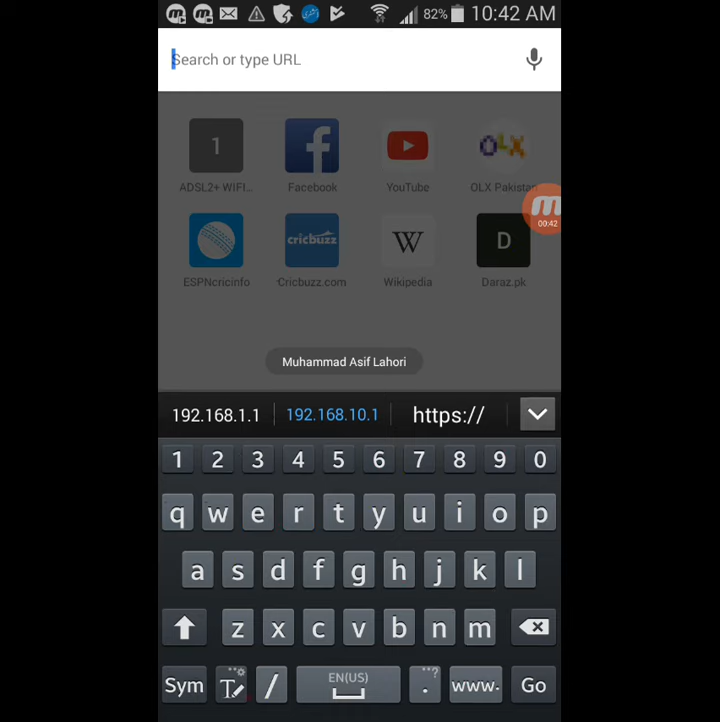 82% 10:42 AM
Search or type URL
1
ADSL2+ WIFI... Facebook YouTube OLX Pakistan
OLX
00:42
cricbuzz W D
ESPNcricinfo Cricbuzz.com Wikipedia Daraz.pk
Muhammad Asif Lahori
192.168.1.1 192.168.10.1 https://
1 2 3 4 5 6 7 8 9 0
q w e r t y u i o p
a s d f g h j k l
z x c v b n m
Sym T / EN(US) . ...? www. Go